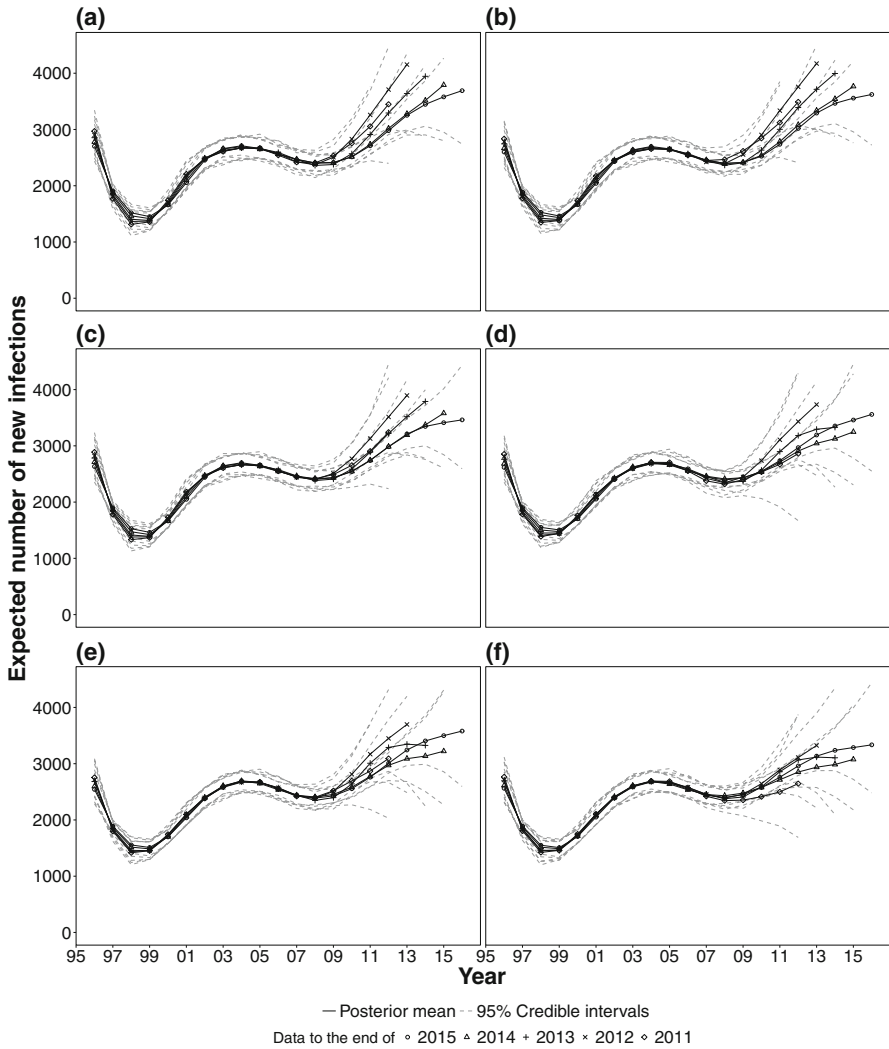 (a)
(b)
4000
3000
2000
1000
0
(c)
(d)
4000
3000
2000
1000
0
(e)
(f)
4000
3000
2000
1000
0
Expected number of new infections
95 97 99 01 03 05 07 09 11 13 95 97 99 01 03 05 07 09 11 13 15
Year
Posterior mean 95% Credible intervals
Data to the end of 2015 2014 2013 2012 2011